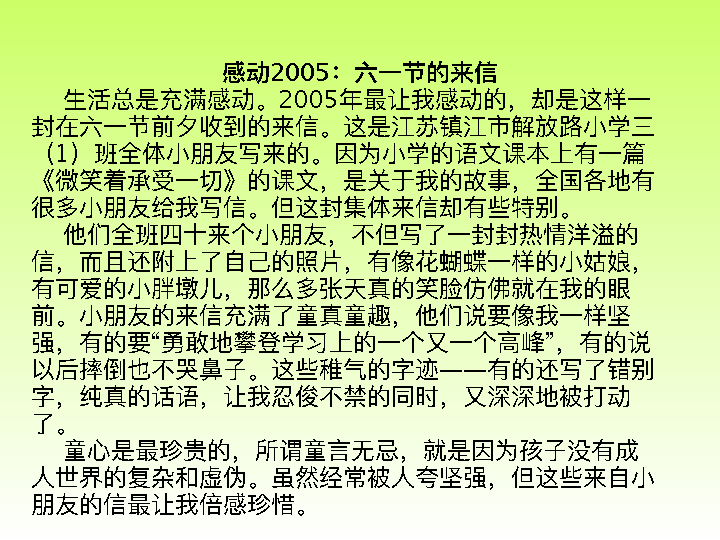 感动2005：六一节的来信
生活总是充满感动。2005年最让我感动的，却是这样一
封在六一节前夕收到的来信。这是江苏镇江市解放路小学三
（1）班全体小朋友写来的。因为小学的语文课本上有一篇
《微笑着承受一切》的课文，是关于我的故事，全国各地有
很多小朋友给我写信。但这封集体来信却有些特别。
他们全班四十来个小朋友，不但写了一封封热情洋溢的
信，而且还附上了自己的照片，有像花蝴蝶一样的小姑娘，
有可爱的小胖墩儿，那么多张天真的笑脸仿佛就在我的眼
前。小朋友的来信充满了童真童趣，他们说要像我一样坚
强，有的要“勇敢地攀登学习上的一个又一个高峰”，有的说
以后摔倒也不哭鼻子。这些稚气的字迹——有的还写了错别
字，纯真的话语，让我忍俊不禁的同时，又深深地被打动
了。
童心是最珍贵的，所谓童言无忌，就是因为孩子没有成
人世界的复杂和虚伪。虽然经常被人夸坚强，但这些来自小
朋友的信最让我倍感珍惜。